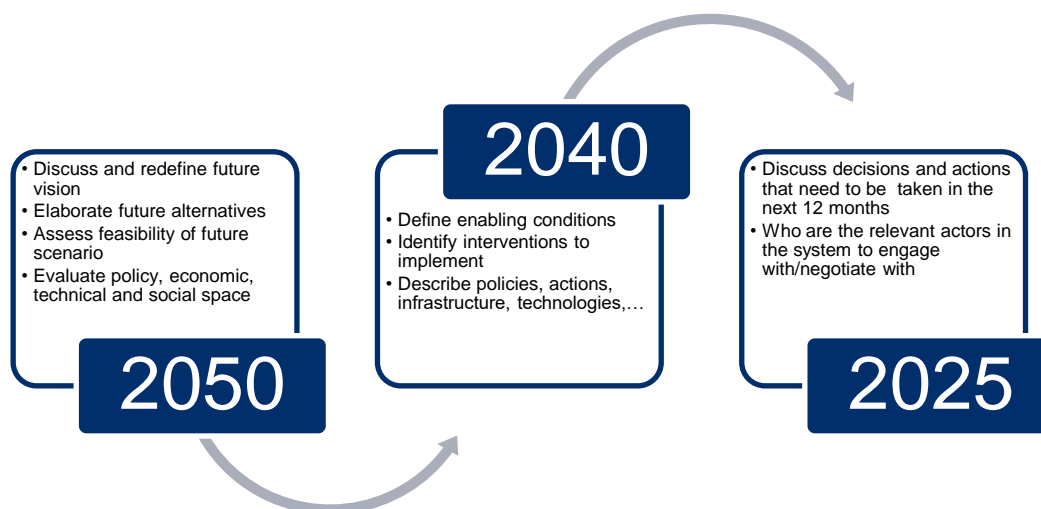 • Discuss and redefine future
vision
• Elaborate future alternatives
• Assess feasibility of future
scenario
• Evaluate policy, economic,
technical and social space
2050
2040
• Define enabling conditions
• Identify interventions to
implement
• Describe policies, actions,
infrastructure, technologies,…
• Discuss decisions and actions
that need to be  taken in the
next 12 months
• Who are the relevant actors in
the system to engage
with/negotiate with
2025